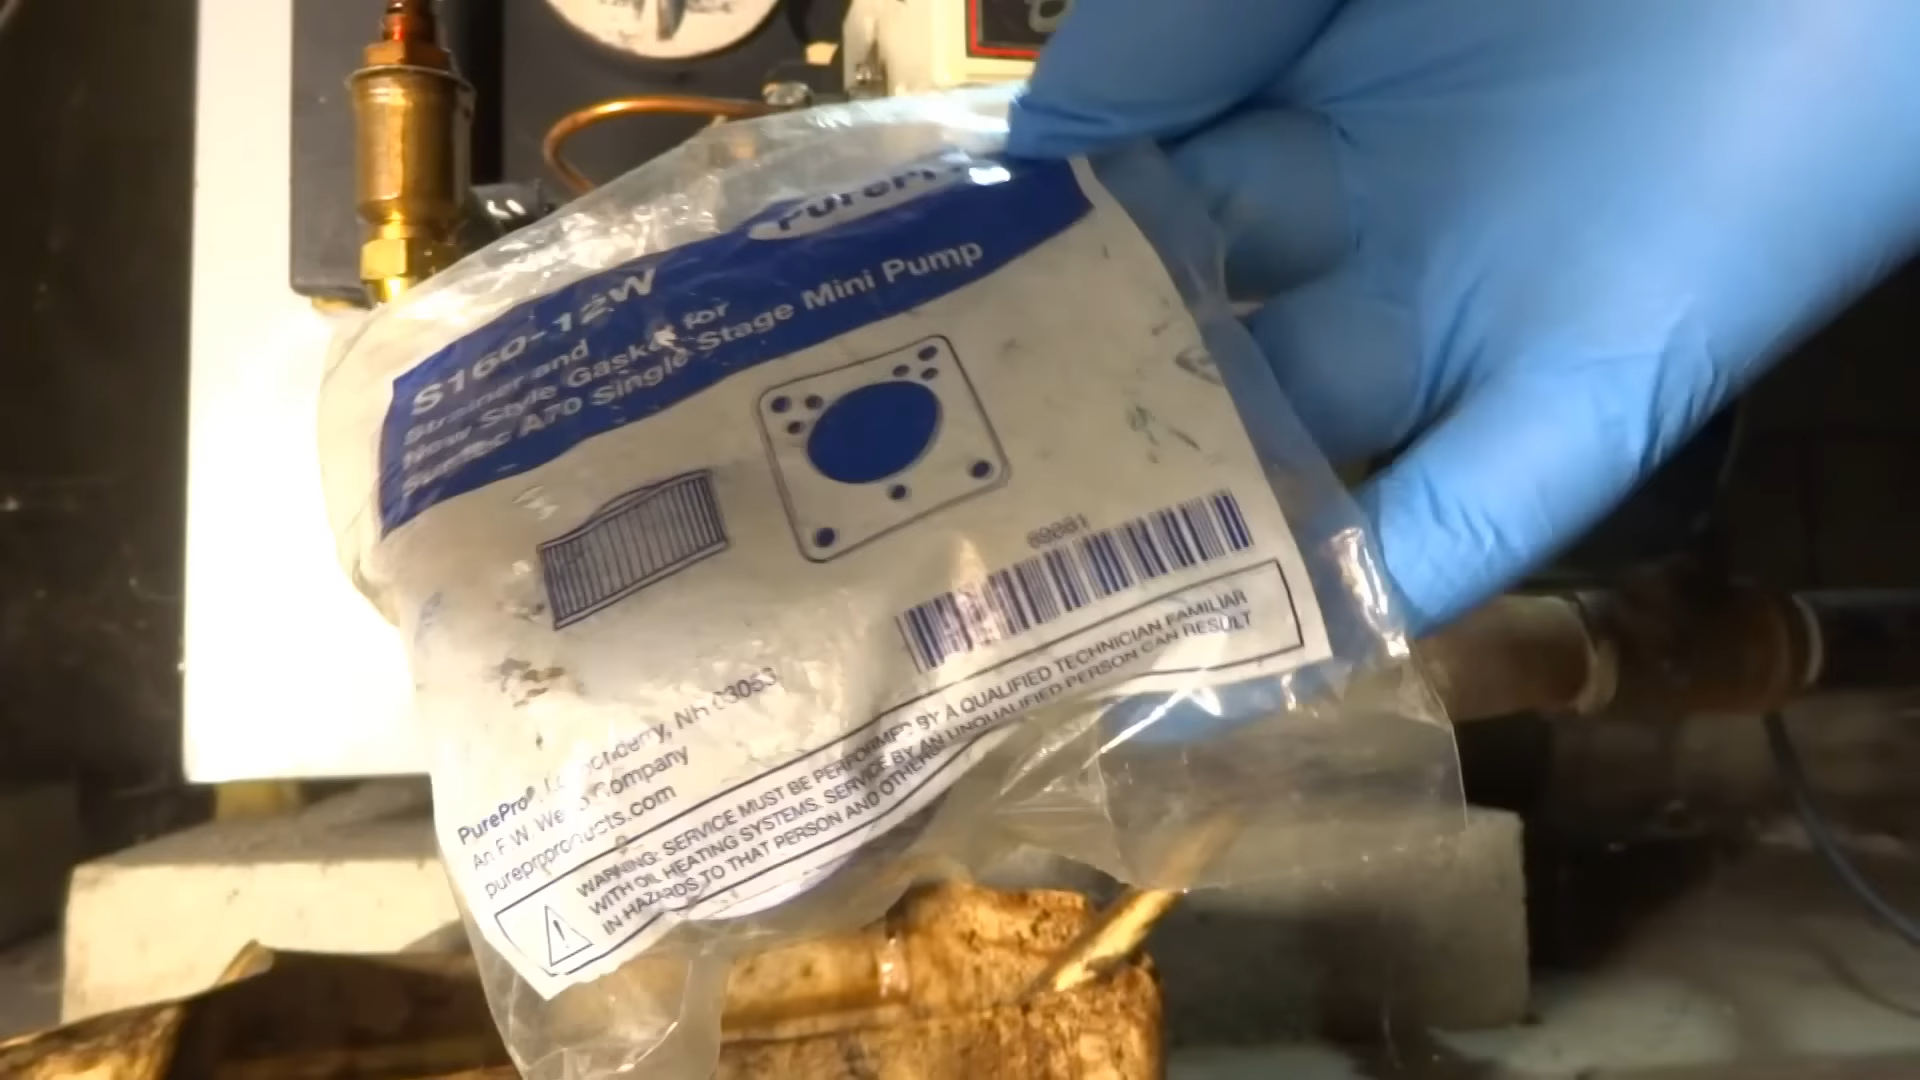 PurePro
S160-12W
Strainer and
New Style Gasket for
Suntec A70 Single Stage Mini Pump
PurePro®, Londonderry, NH 03053
An F.W. Webb Company
pureproproducts.com
WARNING: SERVICE MUST BE PERFORMED BY A QUALIFIED TECHNICIAN FAMILIAR
WITH OIL HEATING SYSTEMS. SERVICE BY AN UNQUALIFIED PERSON CAN RESULT
IN HAZARDS TO THAT PERSON AND OTHERS